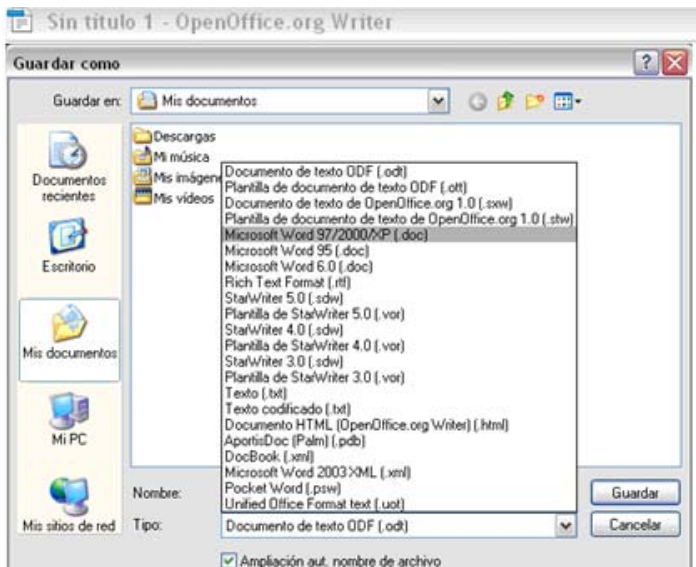 Sin título 1 - OpenOffice.org Writer
Guardar como
Guardar en: Mis documentos
Descargas
Mi música
Mis imágene
Mis vídeos
Documentos recientes
Escritorio
Mis documentos
Mi PC
Mis sitios de red
Documento de texto ODF (.odt)
Plantilla de documento de texto ODF (.ott)
Documento de texto de OpenOffice.org 1.0 (.sxw)
Plantilla de documento de texto de OpenOffice.org 1.0 (.stw)
Microsoft Word 97/2000/XP (.doc)
Microsoft Word 95 (.doc)
Microsoft Word 6.0 (.doc)
Rich Text Format (.rtf)
StarWriter 5.0 (.sdw)
Plantilla de StarWriter 5.0 (.vor)
StarWriter 4.0 (.sdw)
Plantilla de StarWriter 4.0 (.vor)
StarWriter 3.0 (.sdw)
Plantilla de StarWriter 3.0 (.vor)
Texto (.txt)
Texto codificado (.txt)
Documento HTML (OpenOffice.org Writer) (.html)
AportisDoc (Palm) (.pdb)
DocBook (.xml)
Microsoft Word 2003 XML (.xml)
Pocket Word (.psw)
Unified Office Format text (.uot)
Nombre:
Guardar
Tipo: Documento de texto ODF (.odt)
Cancelar
Ampliación aut. nombre de archivo